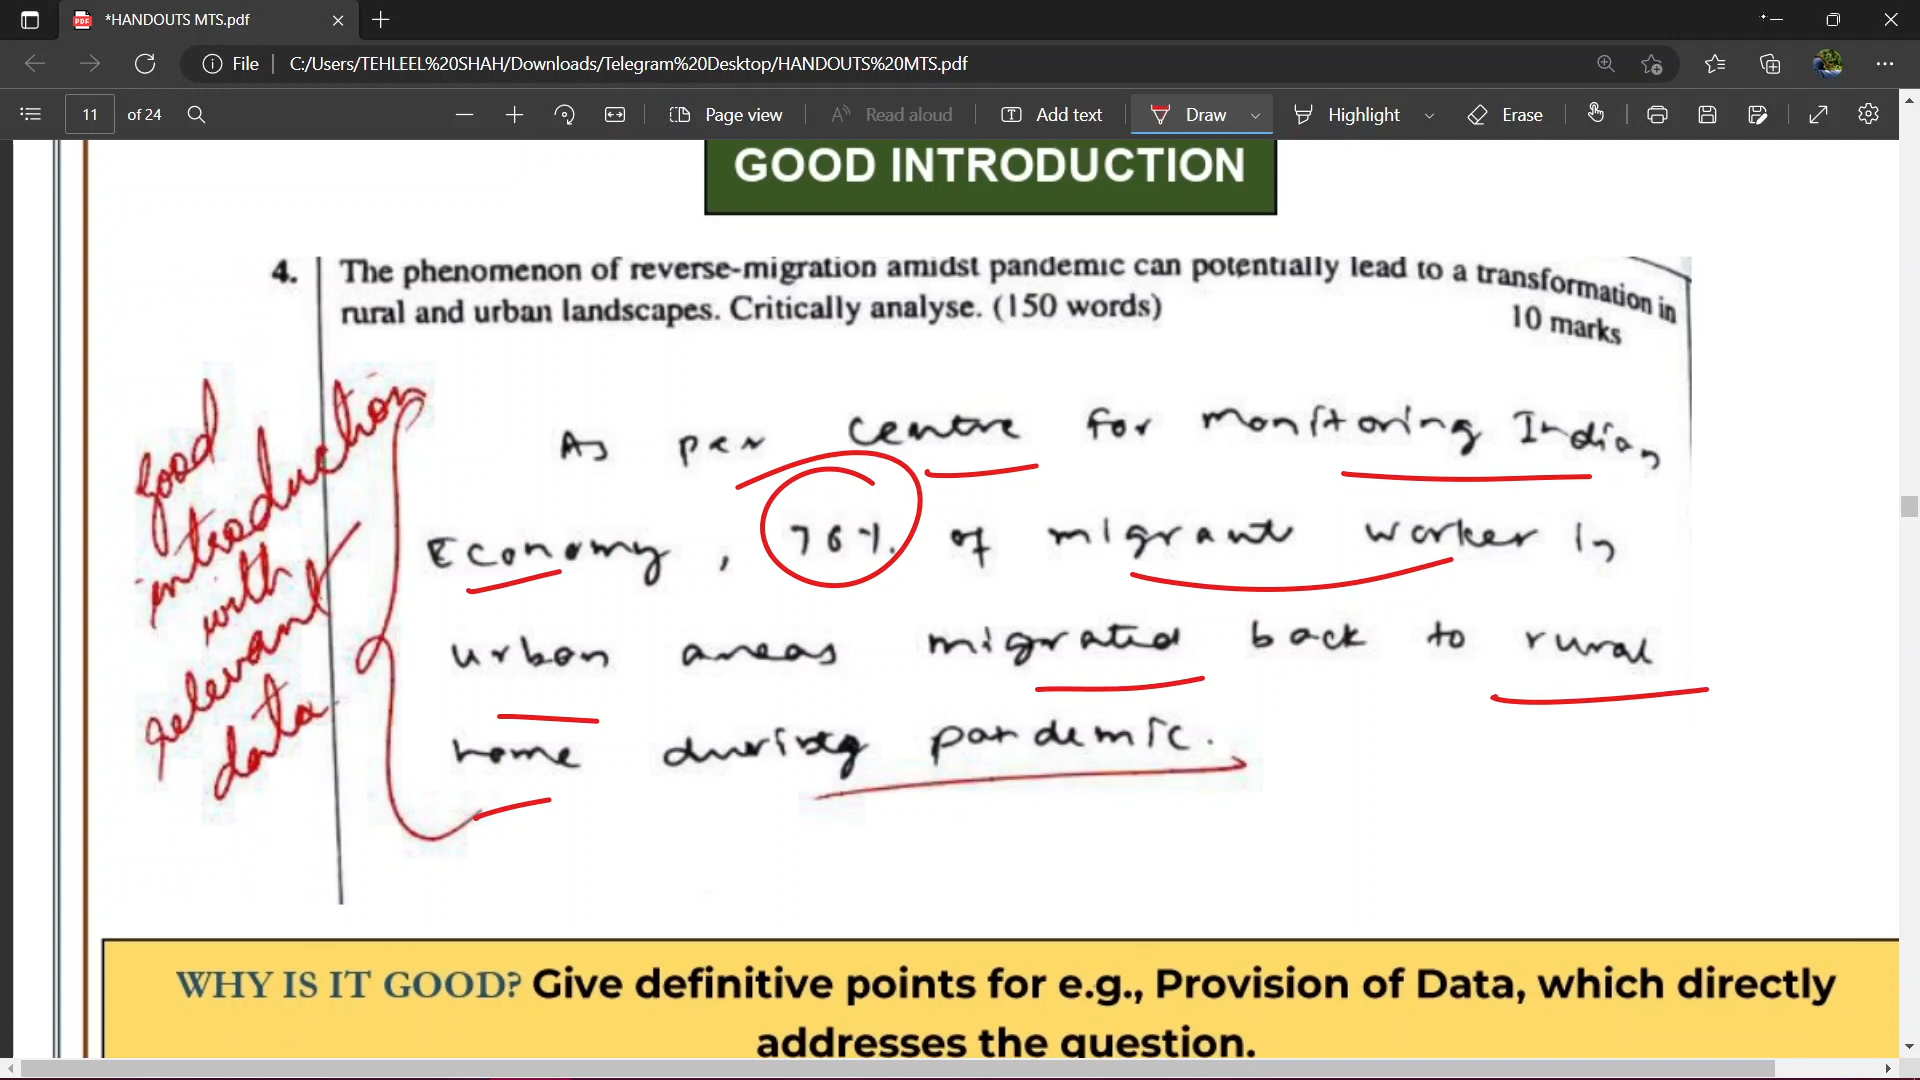 *HANDOUTS MTS.pdf
File C:/Users/TEHLEEL%20SHAH/Downloads/Telegram%20Desktop/HANDOUTS%20MTS.pdf
11 of 24 Page view Read aloud Add text Draw Highlight Erase
GOOD INTRODUCTION
4. The phenomenon of reverse-migration amidst pandemic can potentially lead to a transformation in
rural and urban landscapes. Critically analyse. (150 words)
10 marks
good
introduction
with
relevant
data
As per Centre for Monitoring Indian
Economy, 76% of migrant worker in
urban areas migrated back to rural
home during pandemic.
WHY IS IT GOOD? Give definitive points for e.g., Provision of Data, which directly
addresses the question.